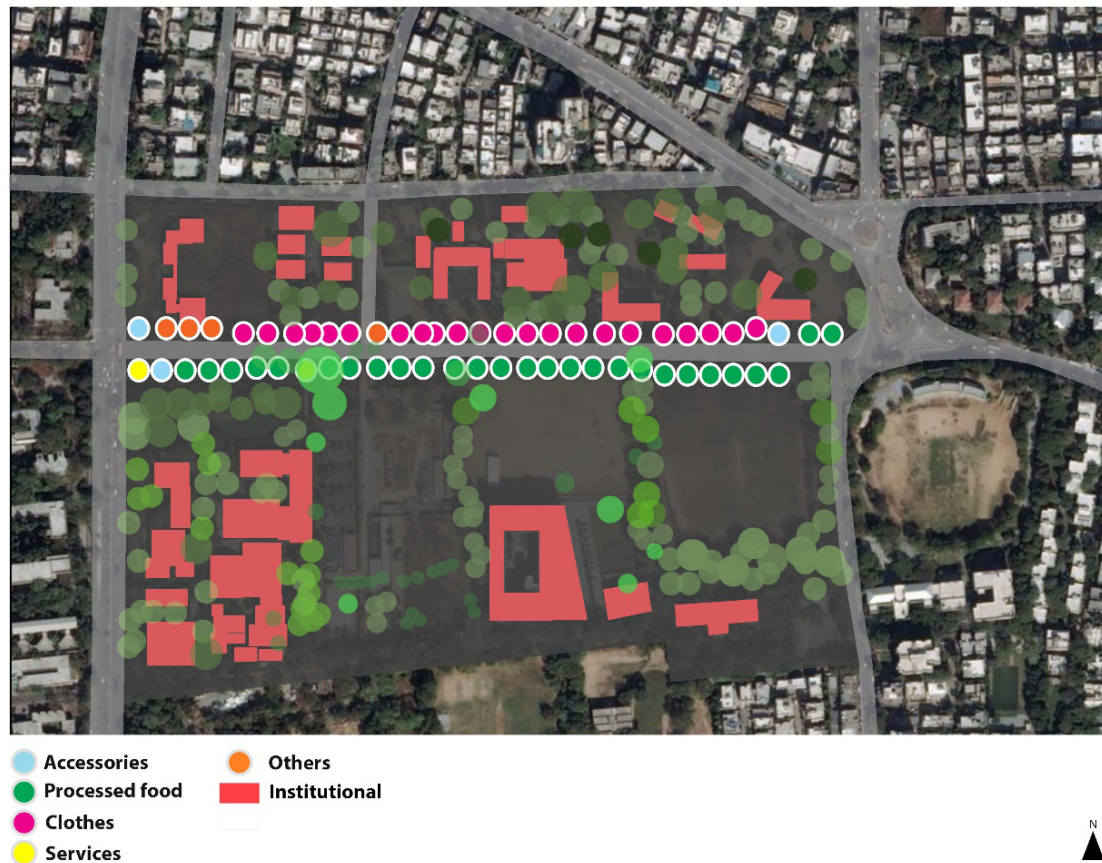 Accessories
Processed food
Clothes
Services
Others
Institutional
N